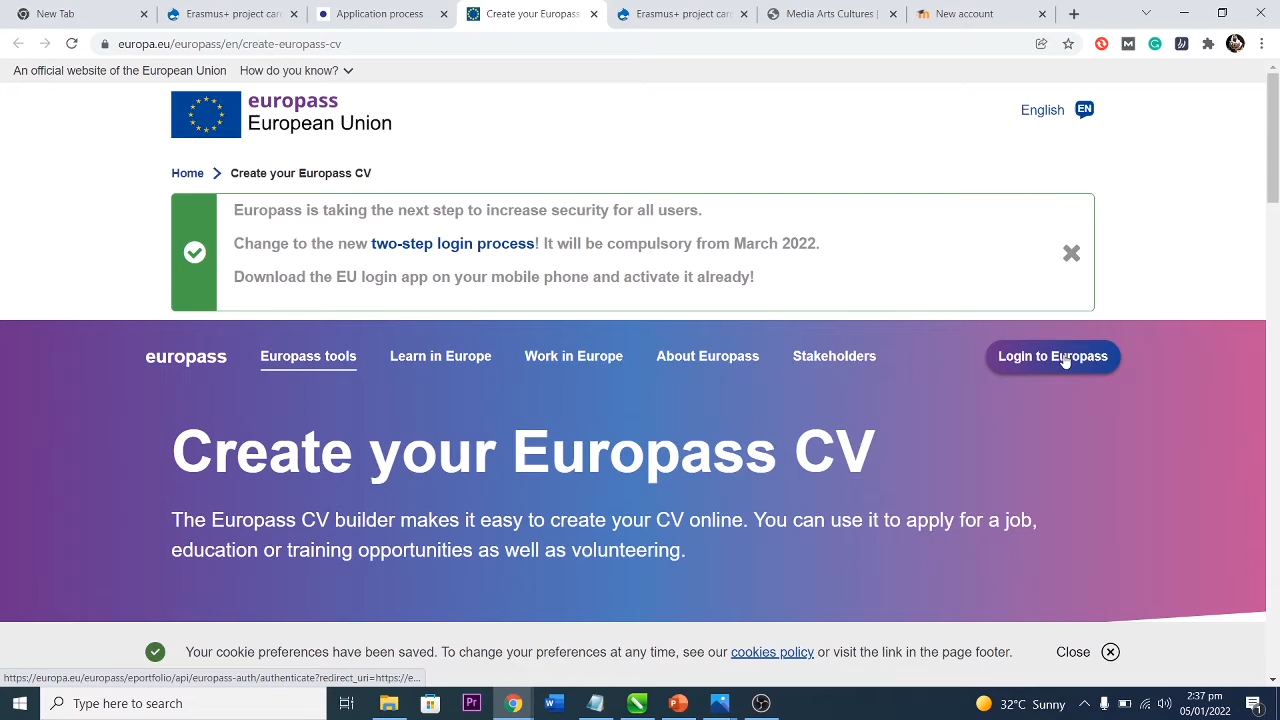 New Tab
Erasmus+ project car
Application process
Create your Europass
Erasmus+ project car
Media Arts Cultures
New account
europa.eu/europass/en/create-europass-cv
An official website of the European Union How do you know?
europass
European Union
English EN
Home Create your Europass CV
Europass is taking the next step to increase security for all users.
Change to the new two-step login process! It will be compulsory from March 2022.
Download the EU login app on your mobile phone and activate it already!
europass Europass tools Learn in Europe Work in Europe About Europass Stakeholders Login to Europass
Create your Europass CV
The Europass CV builder makes it easy to create your CV online. You can use it to apply for a job,
education or training opportunities as well as volunteering.
Your cookie preferences have been saved. To change your preferences at any time, see our cookies policy or visit the link in the page footer. Close
https://europa.eu/europass/eportfolio/api/europass-auth/authenticate?redirect_uri=https://e...
Type here to search
Pr
32°C Sunny
2:37 pm
05/01/2022
1